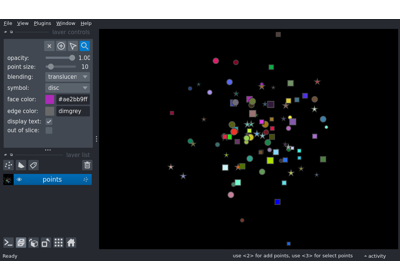 File View Plugins Window Help
layer controls
opacity: 1.00
point size: 10
blending: translucen
symbol: disc
face color: #ae2bb9ff
edge color: dimgrey
display text:
out of slice:
layer list
points
use <2> for add points, use <3> for select points
activity
Ready